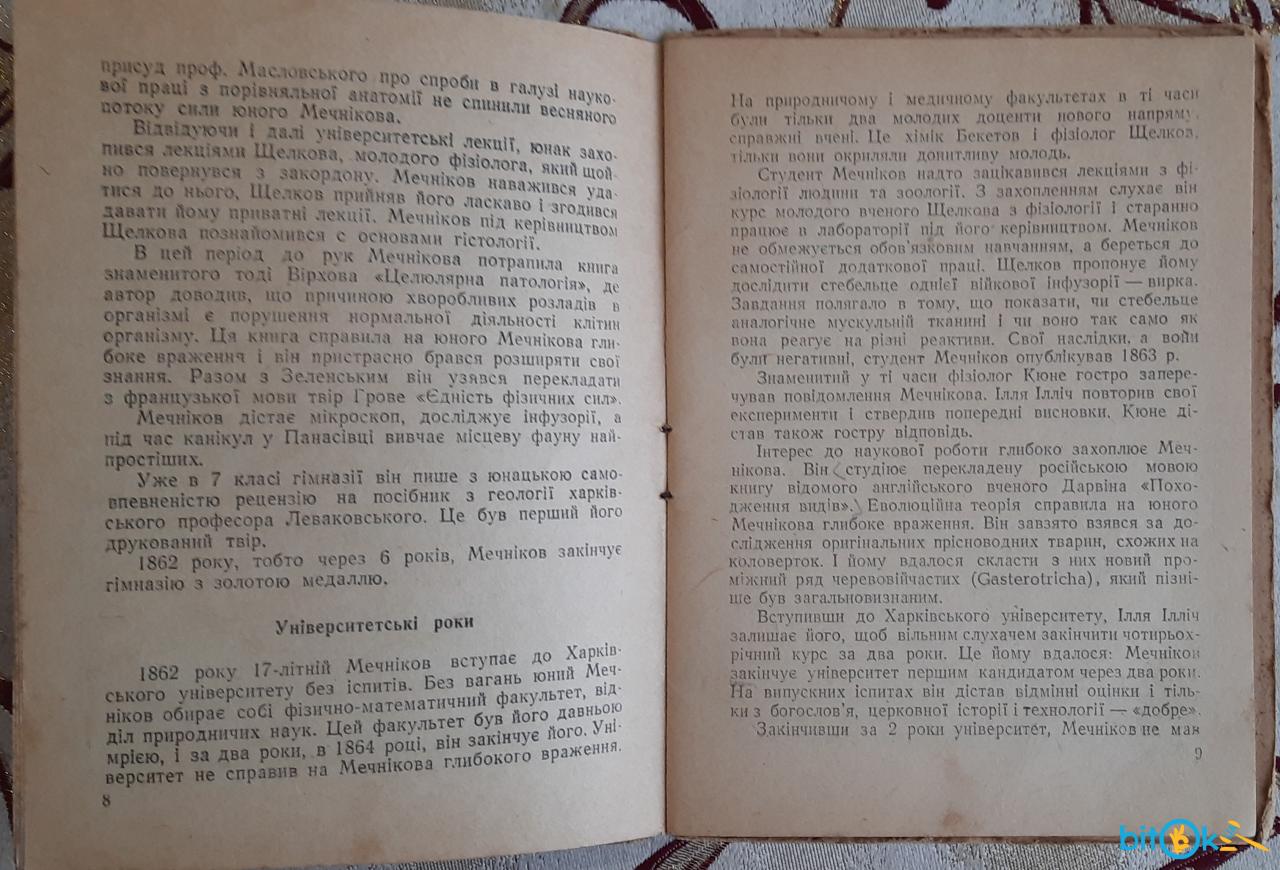 присуд проф. Масловського про спроби в галузі науко-
вої праці з порівняльної анатомії не спинили весняного
потоку сили юного Мечнікова.
Відвідуючи і далі університетські лекції, юнак захо-
пився лекціями Щелкова, молодого фізіолога, який щой-
но повернувся з закордону. Мечніков наважився уда-
тися до нього, Щелков прийняв його ласкаво і згодився
давати йому приватні лекції. Мечніков під керівництвом
Щелкова познайомився с основами гістології.
В цей період до рук Мечнікова потрапила книга
знаменитого тоді Вірхова «Целюлярна патологія», де
автор доводив, що причиною хворобливих розладів в
організмі є порушення нормальної діяльності клітин
організму. Ця книга справила на юного Мечнікова гли-
боке враження і він пристрасно брався розширяти свої
знання. Разом з Зеленським він узявся перекладати
з французької мови твір Грове «Єдність фізичних сил».
Мечніков дістає мікроскоп, досліджує інфузорії, а
під час канікул у Панасівці вивчає місцеву фауну най-
простіших.
Уже в 7 класі гімназії він пише з юнацькою само-
впевненістю рецензію на посібник з геології харків-
ського професора Леваковського. Це був перший його
друкований твір.
1862 року, тобто через 6 років, Мечніков закінчує
гімназію з золотою медаллю.
Університетські роки
1862 року 17-літній Мечніков вступає до Харків-
ського університету без іспитів. Без вагань юний Меч-
ніков обирає собі фізично-математичний факультет, від-
діл природничих наук. Цей факультет був його давньою
мрією, і за два роки, в 1864 році, він закінчує його. Уні-
верситет не справив на Мечнікова глибокого враження.
8
На природничому і медичному факультетах в ті часи
були тільки два молодих доценти нового напряму,
справжні вчені. Це хімік Бекетов і фізіолог Щелков,
тільки вони окриляли допитливу молодь.
Студент Мечніков надто зацікавився лекціями з фі-
зіології людини та зоології. З захопленням слухає він
курс молодого вченого Щелкова з фізіології і старанно
працює в лабораторії під його керівництвом. Мечніков
не обмежується обов'язковим навчанням, а береться до
самостійної додаткової праці. Щелков пропонує йому
дослідити стебельце однієї війкової інфузорії — вирка.
Завдання полягало в тому, що показати, чи стебельце
аналогічне мускульній тканині і чи воно так само як
вона реагує на різні реактиви. Свої наслідки, а вони
були негативні, студент Мечніков опублікував 1863 р.
Знаменитий у ті часи фізіолог Кюне гостро запере-
чував повідомлення Мечнікова. Ілля Ілліч повторив свої
експерименти і ствердив попередні висновки. Кюне ді-
став також гостру відповідь.
Інтерес до наукової роботи глибоко захоплює Меч-
нікова. Він студіює перекладену російською мовою
книгу відомого англійського вченого Дарвіна «Похо-
дження видів». Еволюційна теорія справила на юного
Мечнікова глибоке враження. Він завзято взявся за до-
слідження оригінальних прісноводних тварин, схожих на
коловерток. І йому вдалося скласти з них новий про-
міжний ряд черевовійчастих (Gasterotricha), який пізні-
ше був загальновизнаним.
Вступивши до Харківського університету, Ілля Ілліч
залишає його, щоб вільним слухачем закінчити чотирьох-
річний курс за два роки. Це йому вдалося: Мечніков
закінчує університет першим кандидатом через два роки.
На випускних іспитах він дістав відмінні оцінки і тіль-
ки з богослов'я, церковної історії і технології — «добре».
Закінчивши за 2 роки університет, Мечніков не мав
9
bitok